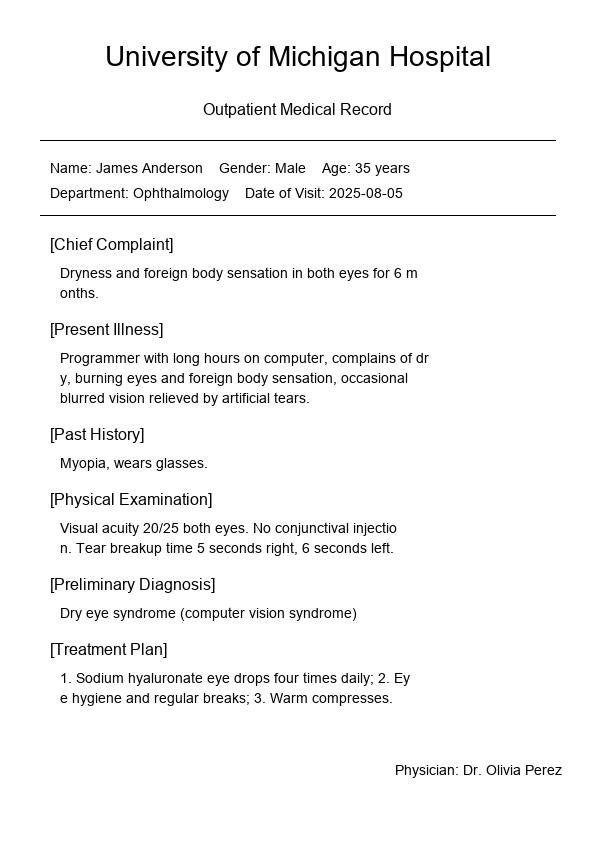 University of Michigan Hospital
Outpatient Medical Record
Name: James Anderson    Gender: Male    Age: 35 years
Department: Ophthalmology    Date of Visit: 2025-08-05
[Chief Complaint]
Dryness and foreign body sensation in both eyes for 6 m
onths.
[Present Illness]
Programmer with long hours on computer, complains of dr
y, burning eyes and foreign body sensation, occasional
blurred vision relieved by artificial tears.
[Past History]
Myopia, wears glasses.
[Physical Examination]
Visual acuity 20/25 both eyes. No conjunctival injectio
n. Tear breakup time 5 seconds right, 6 seconds left.
[Preliminary Diagnosis]
Dry eye syndrome (computer vision syndrome)
[Treatment Plan]
1. Sodium hyaluronate eye drops four times daily; 2. Ey
e hygiene and regular breaks; 3. Warm compresses.
Physician: Dr. Olivia Perez